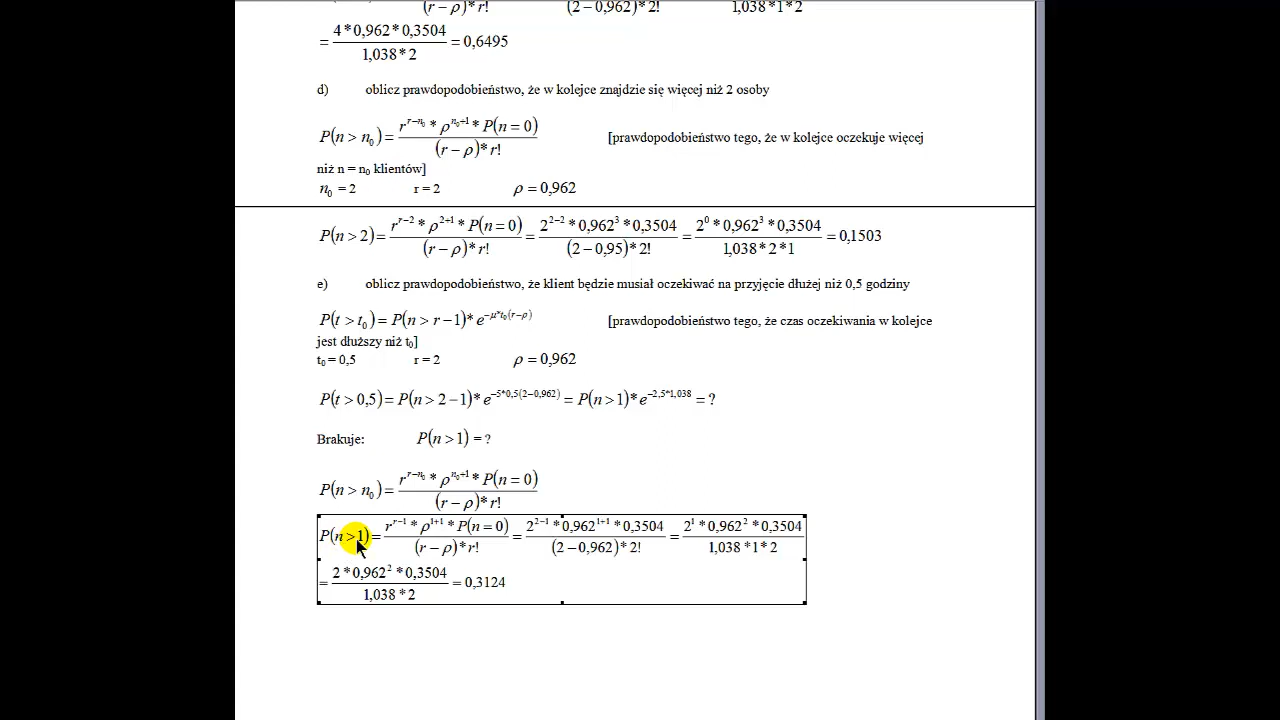 (r − ρ)* r! (2 − 0,962)* 2! 1,038 *1 * 2
= 4 * 0,962 * 0,3504 / 1,038 * 2 = 0,6495
d) oblicz prawdopodobieństwo, że w kolejce znajdzie się więcej niż 2 osoby
P(n > n₀) = r^(r−n₀) * ρ^(n₀+1) * P(n = 0) / (r − ρ)* r! [prawdopodobieństwo tego, że w kolejce oczekuje więcej
niż n = n₀ klientów]
n₀ = 2 r = 2 ρ = 0,962
P(n > 2) = r^(r−2) * ρ^(2+1) * P(n = 0) / (r − ρ)* r! = 2^(2−2) * 0,962³ * 0,3504 / (2 − 0,95)* 2! = 2⁰ * 0,962³ * 0,3504 / 1,038 * 2 * 1 = 0,1503
e) oblicz prawdopodobieństwo, że klient będzie musiał oczekiwać na przyjęcie dłużej niż 0,5 godziny
P(t > t₀) = P(n > r − 1)* e^(−μ*t₀(r−ρ)) [prawdopodobieństwo tego, że czas oczekiwania w kolejce
jest dłuższy niż t₀]
t₀ = 0,5 r = 2 ρ = 0,962
P(t > 0,5) = P(n > 2 − 1)* e^(−5*0,5(2−0,962)) = P(n > 1)* e^(−2,5*1,038) = ?
Brakuje: P(n > 1) = ?
P(n > n₀) = r^(r−n₀) * ρ^(n₀+1) * P(n = 0) / (r − ρ)* r!
P(n > 1) = r^(r−1) * ρ^(1+1) * P(n = 0) / (r − ρ)* r! = 2^(2−1) * 0,962^(1+1) * 0,3504 / (2 − 0,962)* 2! = 2¹ * 0,962² * 0,3504 / 1,038 *1 * 2
= 2 * 0,962² * 0,3504 / 1,038 * 2 = 0,3124